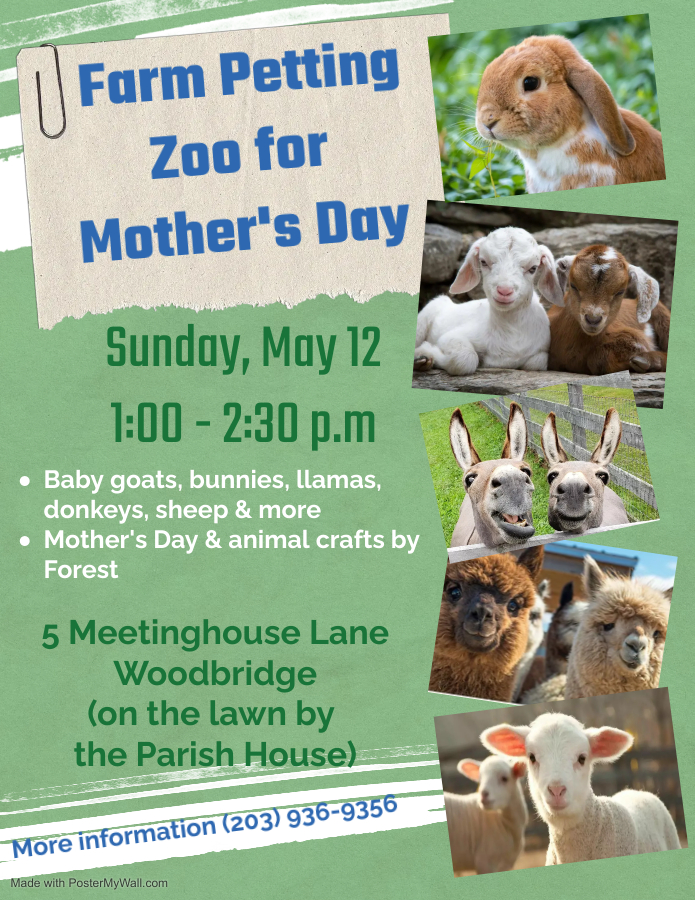 Farm Petting
Zoo for
Mother's Day
Sunday, May 12
1:00 - 2:30 p.m
● Baby goats, bunnies, llamas,
donkeys, sheep & more
● Mother's Day & animal crafts by
Forest
5 Meetinghouse Lane
Woodbridge
(on the lawn by
the Parish House)
More information (203) 936-9356
Made with PosterMyWall.com